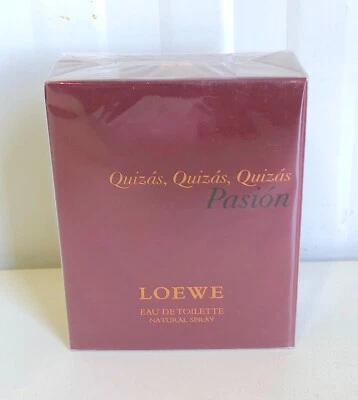 Quizás, Quizás, Quizás
Pasión
LOEWE
EAU DE TOILETTE
NATURAL SPRAY